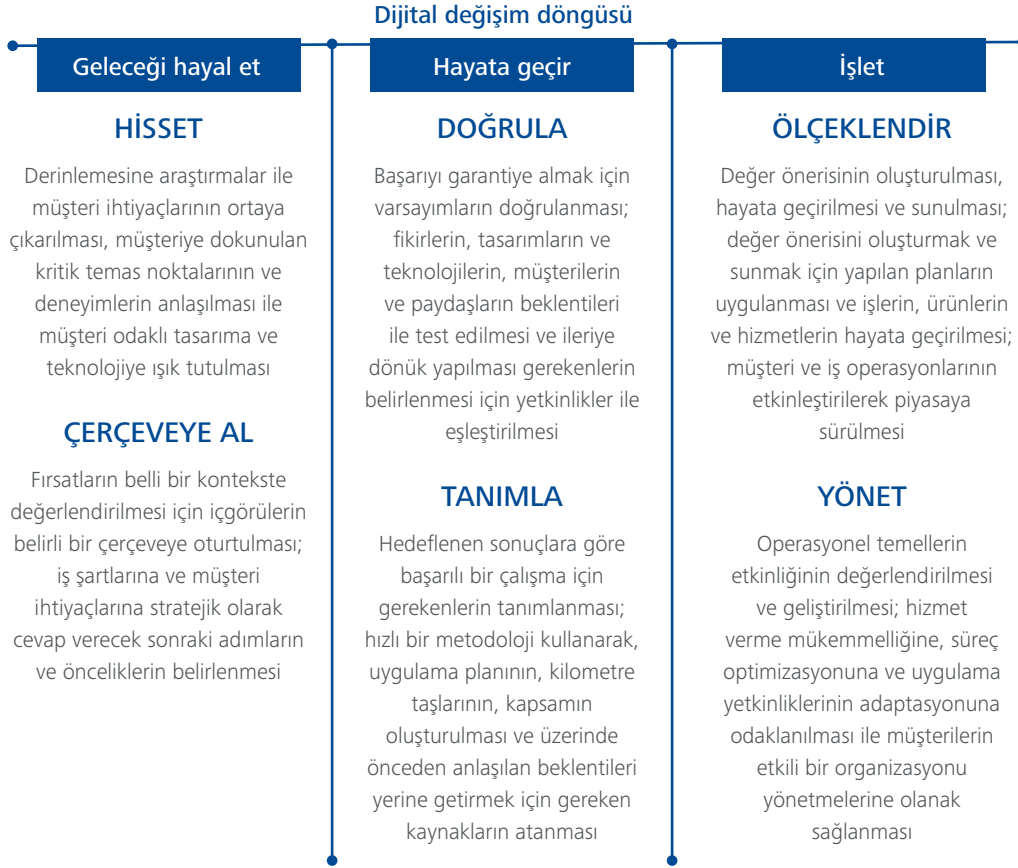 Dijital değişim döngüsü
Geleceği hayal et
HİSSET
Derinlemesine araştırmalar ile
müşteri ihtiyaçlarının ortaya
çıkarılması, müşteriye dokunulan
kritik temas noktalarının ve
deneyimlerin anlaşılması ile
müşteri odaklı tasarıma ve
teknolojiye ışık tutulması
ÇERÇEVEYE AL
Fırsatların belli bir kontekste
değerlendirilmesi için içgörülerin
belirli bir çerçeveye oturtulması;
iş şartlarına ve müşteri
ihtiyaçlarına stratejik olarak
cevap verecek sonraki adımların
ve önceliklerin belirlenmesi
Hayata geçir
DOĞRULA
Başarıyı garantiye almak için
varsayımların doğrulanması;
fikirlerin, tasarımların ve
teknolojilerin, müşterilerin
ve paydaşların beklentileri
ile test edilmesi ve ileriye
dönük yapılması gerekenlerin
belirlenmesi için yetkinlikler ile
eşleştirilmesi
TANIMLA
Hedeflenen sonuçlara göre
başarılı bir çalışma için
gerekenlerin tanımlanması;
hızlı bir metodoloji kullanarak,
uygulama planının, kilometre
taşlarının, kapsamın
oluşturulması ve üzerinde
önceden anlaşılan beklentileri
yerine getirmek için gereken
kaynakların atanması
İşlet
ÖLÇEKLENDİR
Değer önerisinin oluşturulması,
hayata geçirilmesi ve sunulması;
değer önerisini oluşturmak ve
sunmak için yapılan planların
uygulanması ve işlerin, ürünlerin
ve hizmetlerin hayata geçirilmesi;
müşteri ve iş operasyonlarının
etkinleştirilerek piyasaya
sürülmesi
YÖNET
Operasyonel temellerin
etkinliğinin değerlendirilmesi
ve geliştirilmesi; hizmet
verme mükemmelliğine, süreç
optimizasyonuna ve uygulama
yetkinliklerinin adaptasyonuna
odaklanılması ile müşterilerin
etkili bir organizasyonu
yönetmelerine olanak
sağlanması